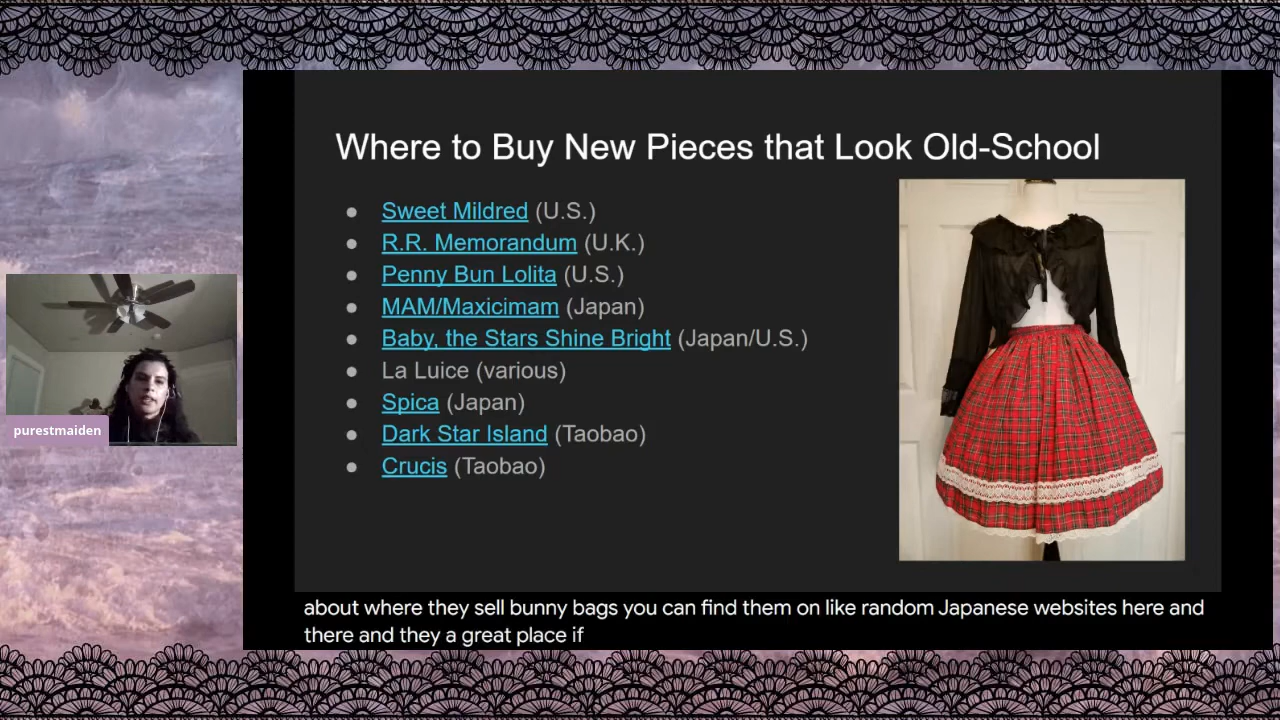 Where to Buy New Pieces that Look Old-School
● Sweet Mildred (U.S.)
● R.R. Memorandum (U.K.)
● Penny Bun Lolita (U.S.)
● MAM/Maxicimam (Japan)
● Baby, the Stars Shine Bright (Japan/U.S.)
● La Luice (various)
● Spica (Japan)
● Dark Star Island (Taobao)
● Crucis (Taobao)
purestmaiden
about where they sell bunny bags you can find them on like random Japanese websites here and
there and they a great place if